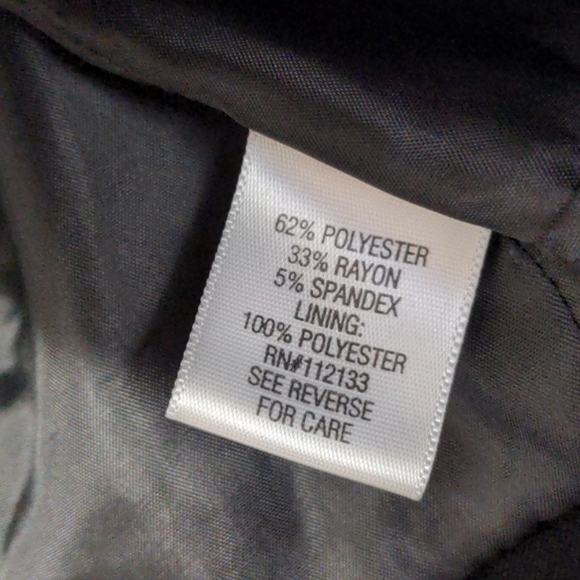 62% POLYESTER
33% RAYON
5% SPANDEX
LINING:
100% POLYESTER
RN#112133
SEE REVERSE
FOR CARE